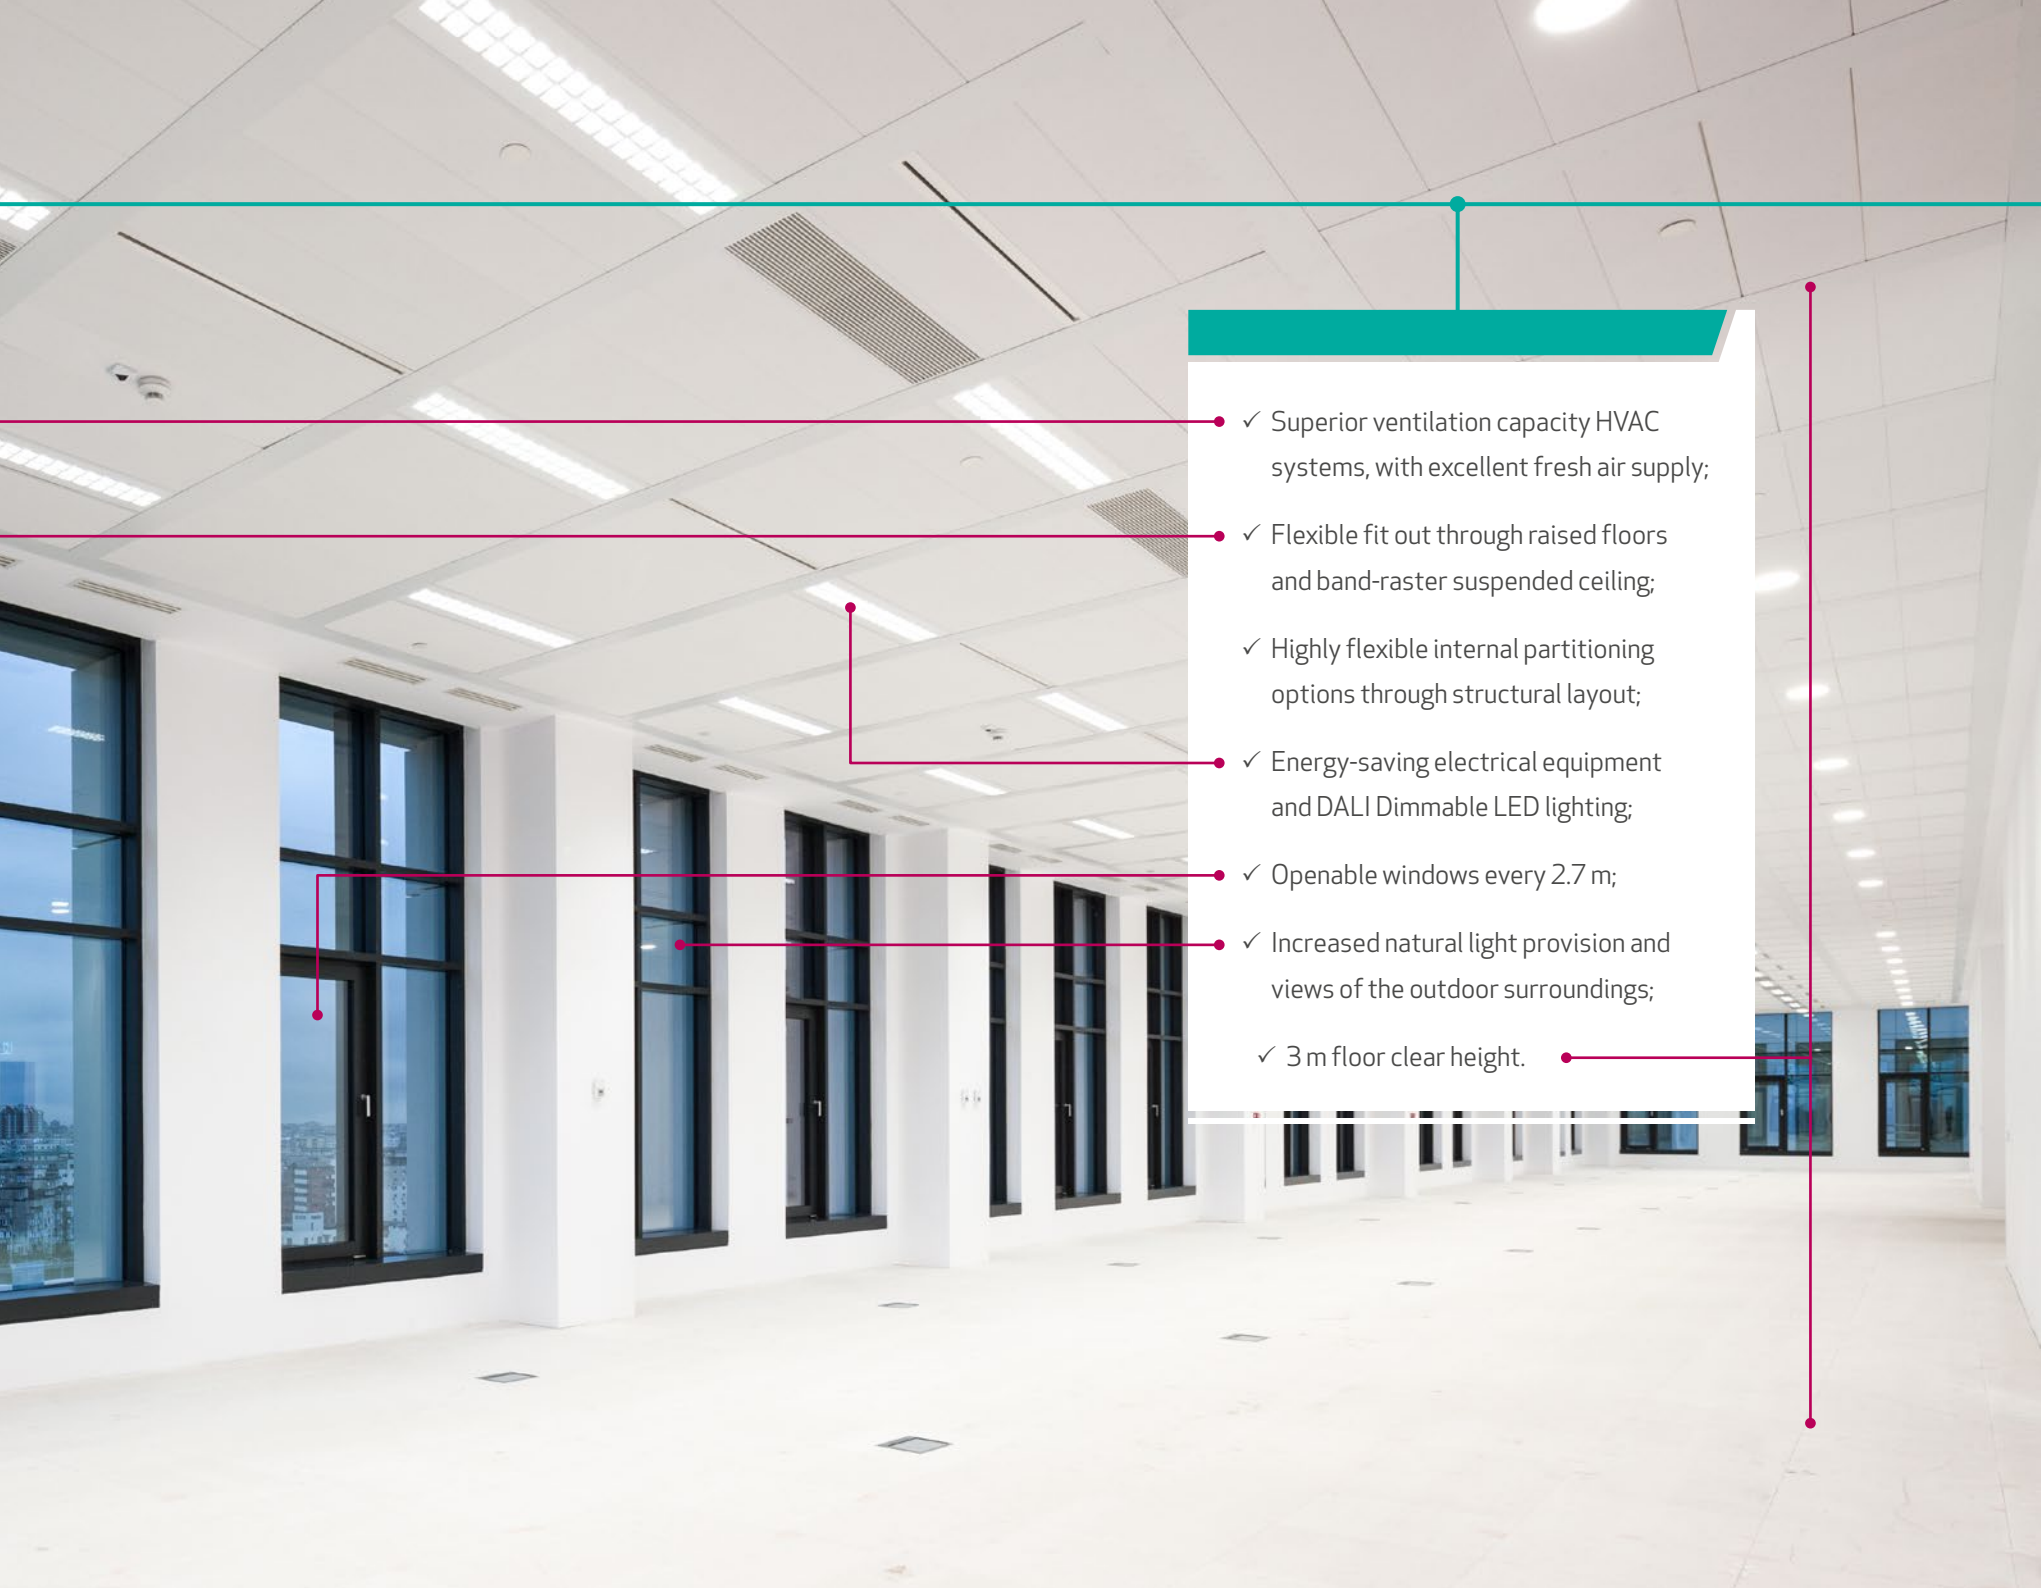 ✓ Superior ventilation capacity HVAC
systems, with excellent fresh air supply;
✓ Flexible fit out through raised floors
and band-raster suspended ceiling;
✓ Highly flexible internal partitioning
options through structural layout;
✓ Energy-saving electrical equipment
and DALI Dimmable LED lighting;
✓ Openable windows every 2.7 m;
✓ Increased natural light provision and
views of the outdoor surroundings;
✓ 3 m floor clear height.